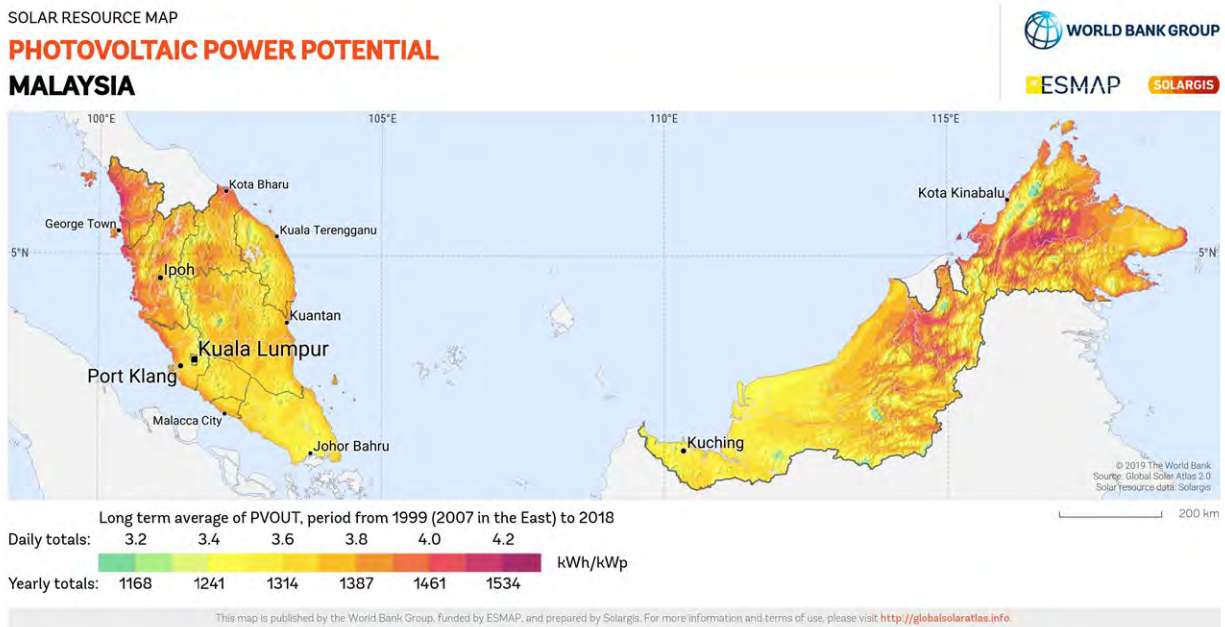 SOLAR RESOURCE MAP
PHOTOVOLTAIC POWER POTENTIAL
MALAYSIA
WORLD BANK GROUP
ESMAP
SOLARGIS
100°E 105°E 110°E 115°E
Kota Bharu
Kota Kinabalu
George Town
Kuala Terengganu
5°N 5°N
Ipoh
Kuantan
Kuala Lumpur
Port Klang
Malacca City
Johor Bahru
Kuching
© 2019 The World Bank
Source: Global Solar Atlas 2.0
Solar resource data: Solargis
200 km
Long term average of PVOUT, period from 1999 (2007 in the East) to 2018
Daily totals: 3.2 3.4 3.6 3.8 4.0 4.2
kWh/kWp
Yearly totals: 1168 1241 1314 1387 1461 1534
This map is published by the World Bank Group, funded by ESMAP, and prepared by Solargis. For more information and terms of use, please visit http://globalsolaratlas.info.